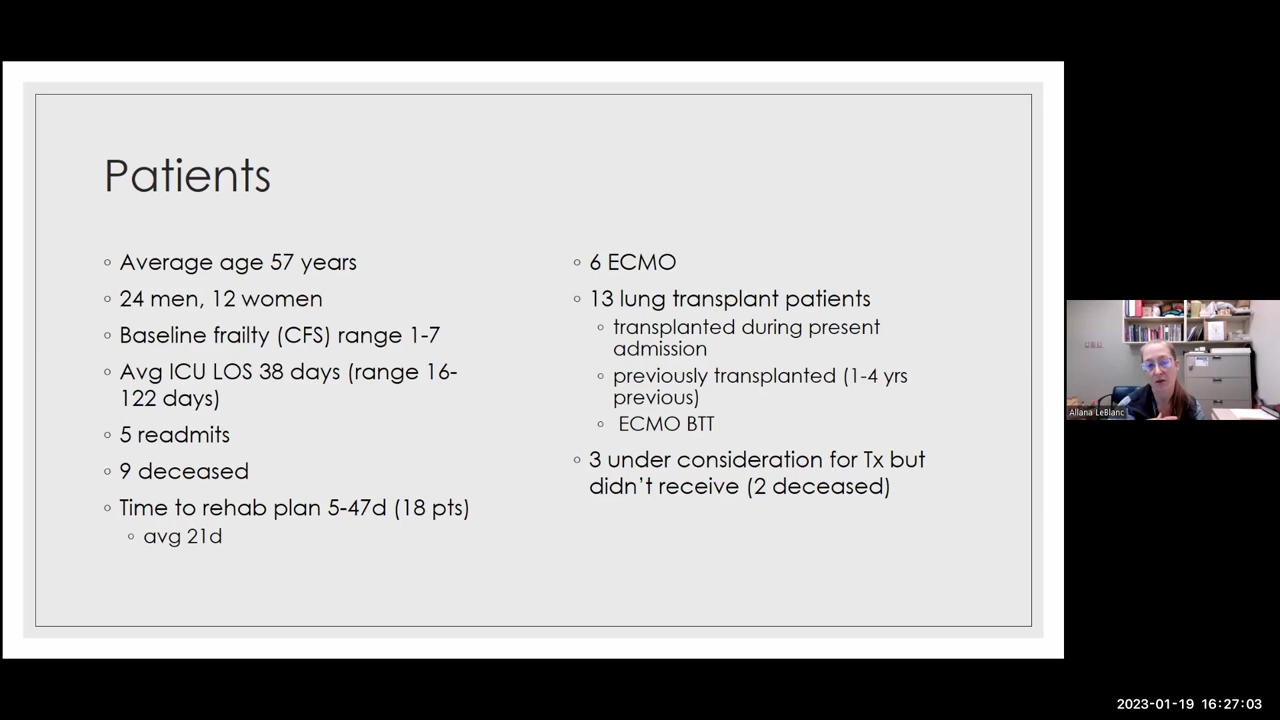 Patients
◦ Average age 57 years
◦ 24 men, 12 women
◦ Baseline frailty (CFS) range 1-7
◦ Avg ICU LOS 38 days (range 16-
122 days)
◦ 5 readmits
◦ 9 deceased
◦ Time to rehab plan 5-47d (18 pts)
◦ avg 21d
◦ 6 ECMO
◦ 13 lung transplant patients
◦ transplanted during present
admission
◦ previously transplanted (1-4 yrs
previous)
◦ ECMO BTT
◦ 3 under consideration for Tx but
didn’t receive (2 deceased)
Allana LeBlanc
2023-01-19 16:27:03